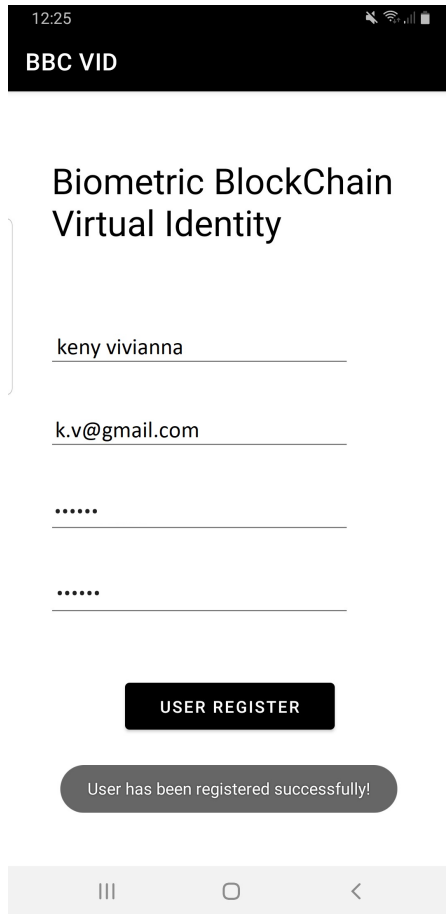 12:25
BBC VID
Biometric BlockChain
Virtual Identity
keny vivianna
k.v@gmail.com
••••••
••••••
USER REGISTER
User has been registered successfully!